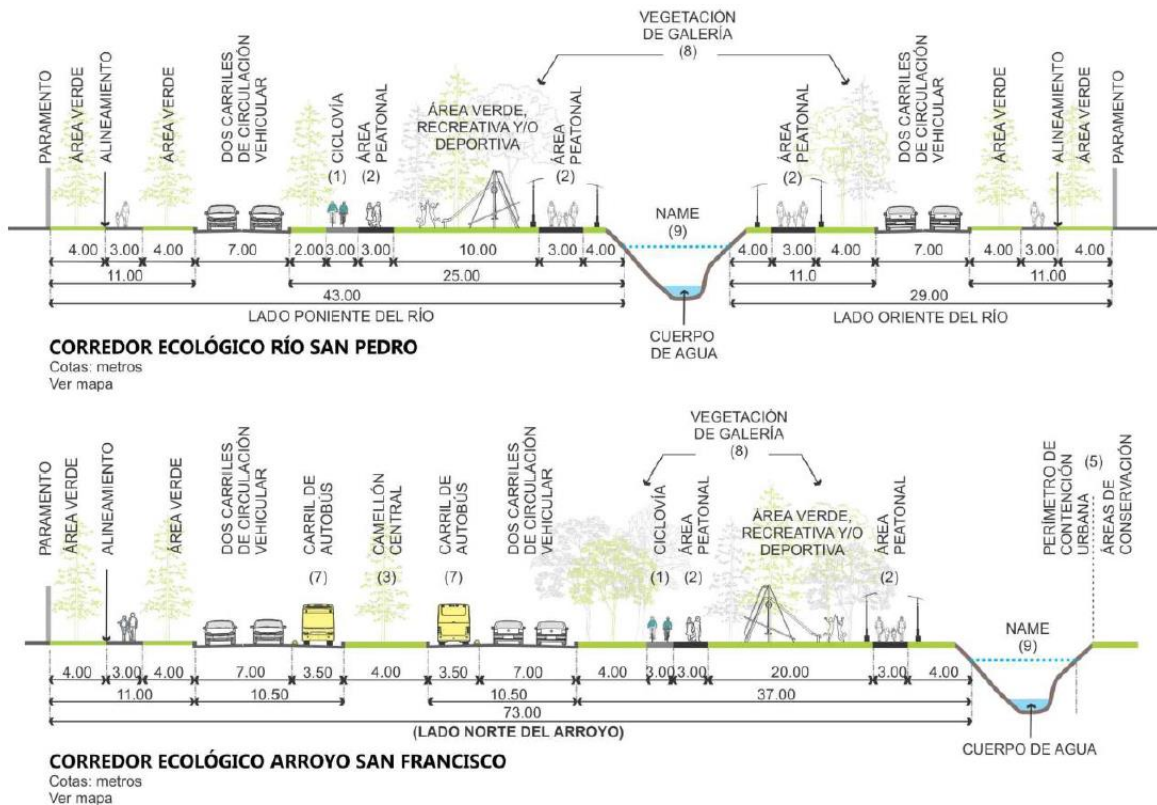 VEGETACIÓN
DE GALERÍA
(8)
PARAMENTO
ÁREA VERDE
ALINEAMIENTO
ÁREA VERDE
DOS CARRILES
DE CIRCULACIÓN
VEHICULAR
CICLOVÍA
(1)
ÁREA
PEATONAL
(2)
ÁREA VERDE,
RECREATIVA Y/O
DEPORTIVA
ÁREA
PEATONAL
(2)
NAME
(9)
ÁREA
PEATONAL
(2)
DOS CARRILES
DE CIRCULACIÓN
VEHICULAR
ÁREA VERDE
ALINEAMIENTO
ÁREA VERDE
PARAMENTO
4.00 3.00 4.00 7.00 2.00 3.00 3.00 10.00 3.00 4.00 4.00 3.00 4.00 7.00 4.00 3.00 4.00
11.00 25.00 11.0 11.00
43.00 29.00
LADO PONIENTE DEL RÍO
LADO ORIENTE DEL RÍO
CUERPO
DE AGUA
CORREDOR ECOLÓGICO RÍO SAN PEDRO
Cotas: metros
Ver mapa
VEGETACIÓN
DE GALERÍA
(8)
PARAMENTO
ÁREA VERDE
ALINEAMIENTO
ÁREA VERDE
DOS CARRILES
DE CIRCULACIÓN
VEHICULAR
CARRIL DE
AUTOBÚS
(7)
CAMELLÓN
CENTRAL
(3)
CARRIL DE
AUTOBÚS
(7)
DOS CARRILES
DE CIRCULACIÓN
VEHICULAR
CICLOVÍA
(1)
ÁREA
PEATONAL
(2)
ÁREA VERDE,
RECREATIVA Y/O
DEPORTIVA
ÁREA
PEATONAL
(2)
PERÍMETRO DE
CONTENCIÓN
URBANA
(5)
ÁREAS DE
CONSERVACIÓN
NAME
(9)
4.00 3.00 4.00 7.00 3.50 4.00 3.50 7.00 4.00 3.00 3.00 20.00 3.00 4.00
11.00 10.50 10.50 37.00
73.00
(LADO NORTE DEL ARROYO)
CUERPO DE AGUA
CORREDOR ECOLÓGICO ARROYO SAN FRANCISCO
Cotas: metros
Ver mapa